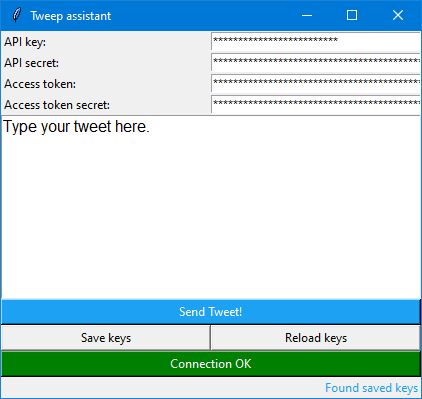 Tweep assistant
API key: *************************
API secret: ******************************************
Access token: ******************************************
Access token secret: ******************************************
Type your tweet here.
Send Tweet!
Save keys Reload keys
Connection OK
Found saved keys